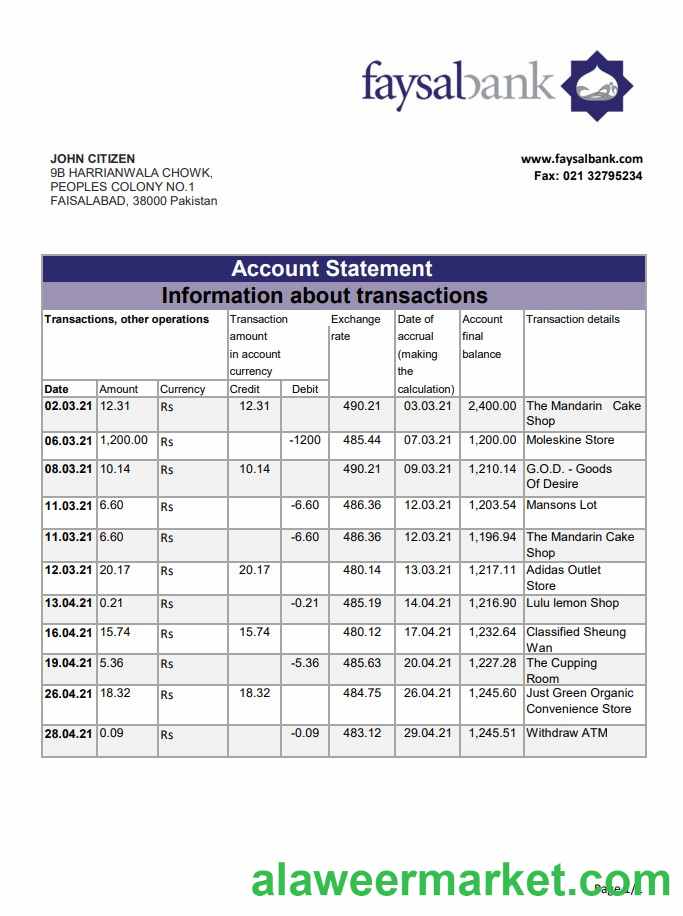 faysalbank
JOHN CITIZEN
9B HARRIANWALA CHOWK,
PEOPLES COLONY NO.1
FAISALABAD, 38000 Pakistan
www.faysalbank.com
Fax: 021 32795234
Account Statement
Information about transactions
Transactions, other operations Transaction amount in account currency Exchange rate Date of accrual (making the calculation) Account final balance Transaction details
Date Amount Currency Credit Debit
02.03.21 12.31 Rs 12.31 490.21 03.03.21 2,400.00 The Mandarin Cake
Shop
06.03.21 1,200.00 Rs -1200 485.44 07.03.21 1,200.00 Moleskine Store
08.03.21 10.14 Rs 10.14 490.21 09.03.21 1,210.14 G.O.D. - Goods
Of Desire
11.03.21 6.60 Rs -6.60 486.36 12.03.21 1,203.54 Mansons Lot
11.03.21 6.60 Rs -6.60 486.36 12.03.21 1,196.94 The Mandarin Cake
Shop
12.03.21 20.17 Rs 20.17 480.14 13.03.21 1,217.11 Adidas Outlet
Store
13.04.21 0.21 Rs -0.21 485.19 14.04.21 1,216.90 Lulu lemon Shop
16.04.21 15.74 Rs 15.74 480.12 17.04.21 1,232.64 Classified Sheung
Wan
19.04.21 5.36 Rs -5.36 485.63 20.04.21 1,227.28 The Cupping
Room
26.04.21 18.32 Rs 18.32 484.75 26.04.21 1,245.60 Just Green Organic
Convenience Store
28.04.21 0.09 Rs -0.09 483.12 29.04.21 1,245.51 Withdraw ATM
alaweermarket.com
Page 1/1